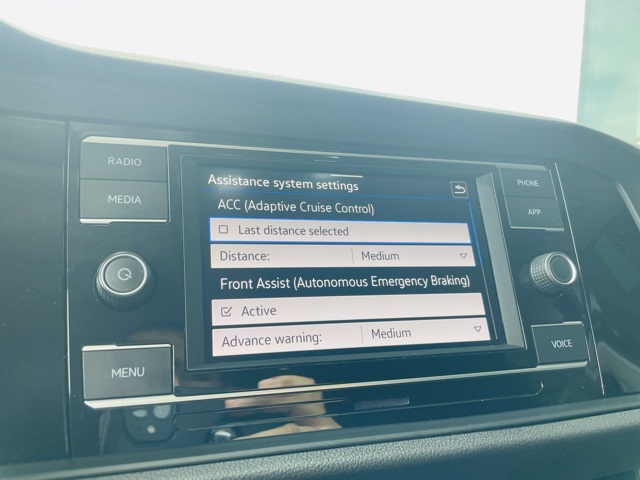 RADIO
MEDIA
MENU
Assistance system settings
ACC (Adaptive Cruise Control)
Last distance selected
Distance: Medium
Front Assist (Autonomous Emergency Braking)
Active
Advance warning: Medium
PHONE
APP
VOICE